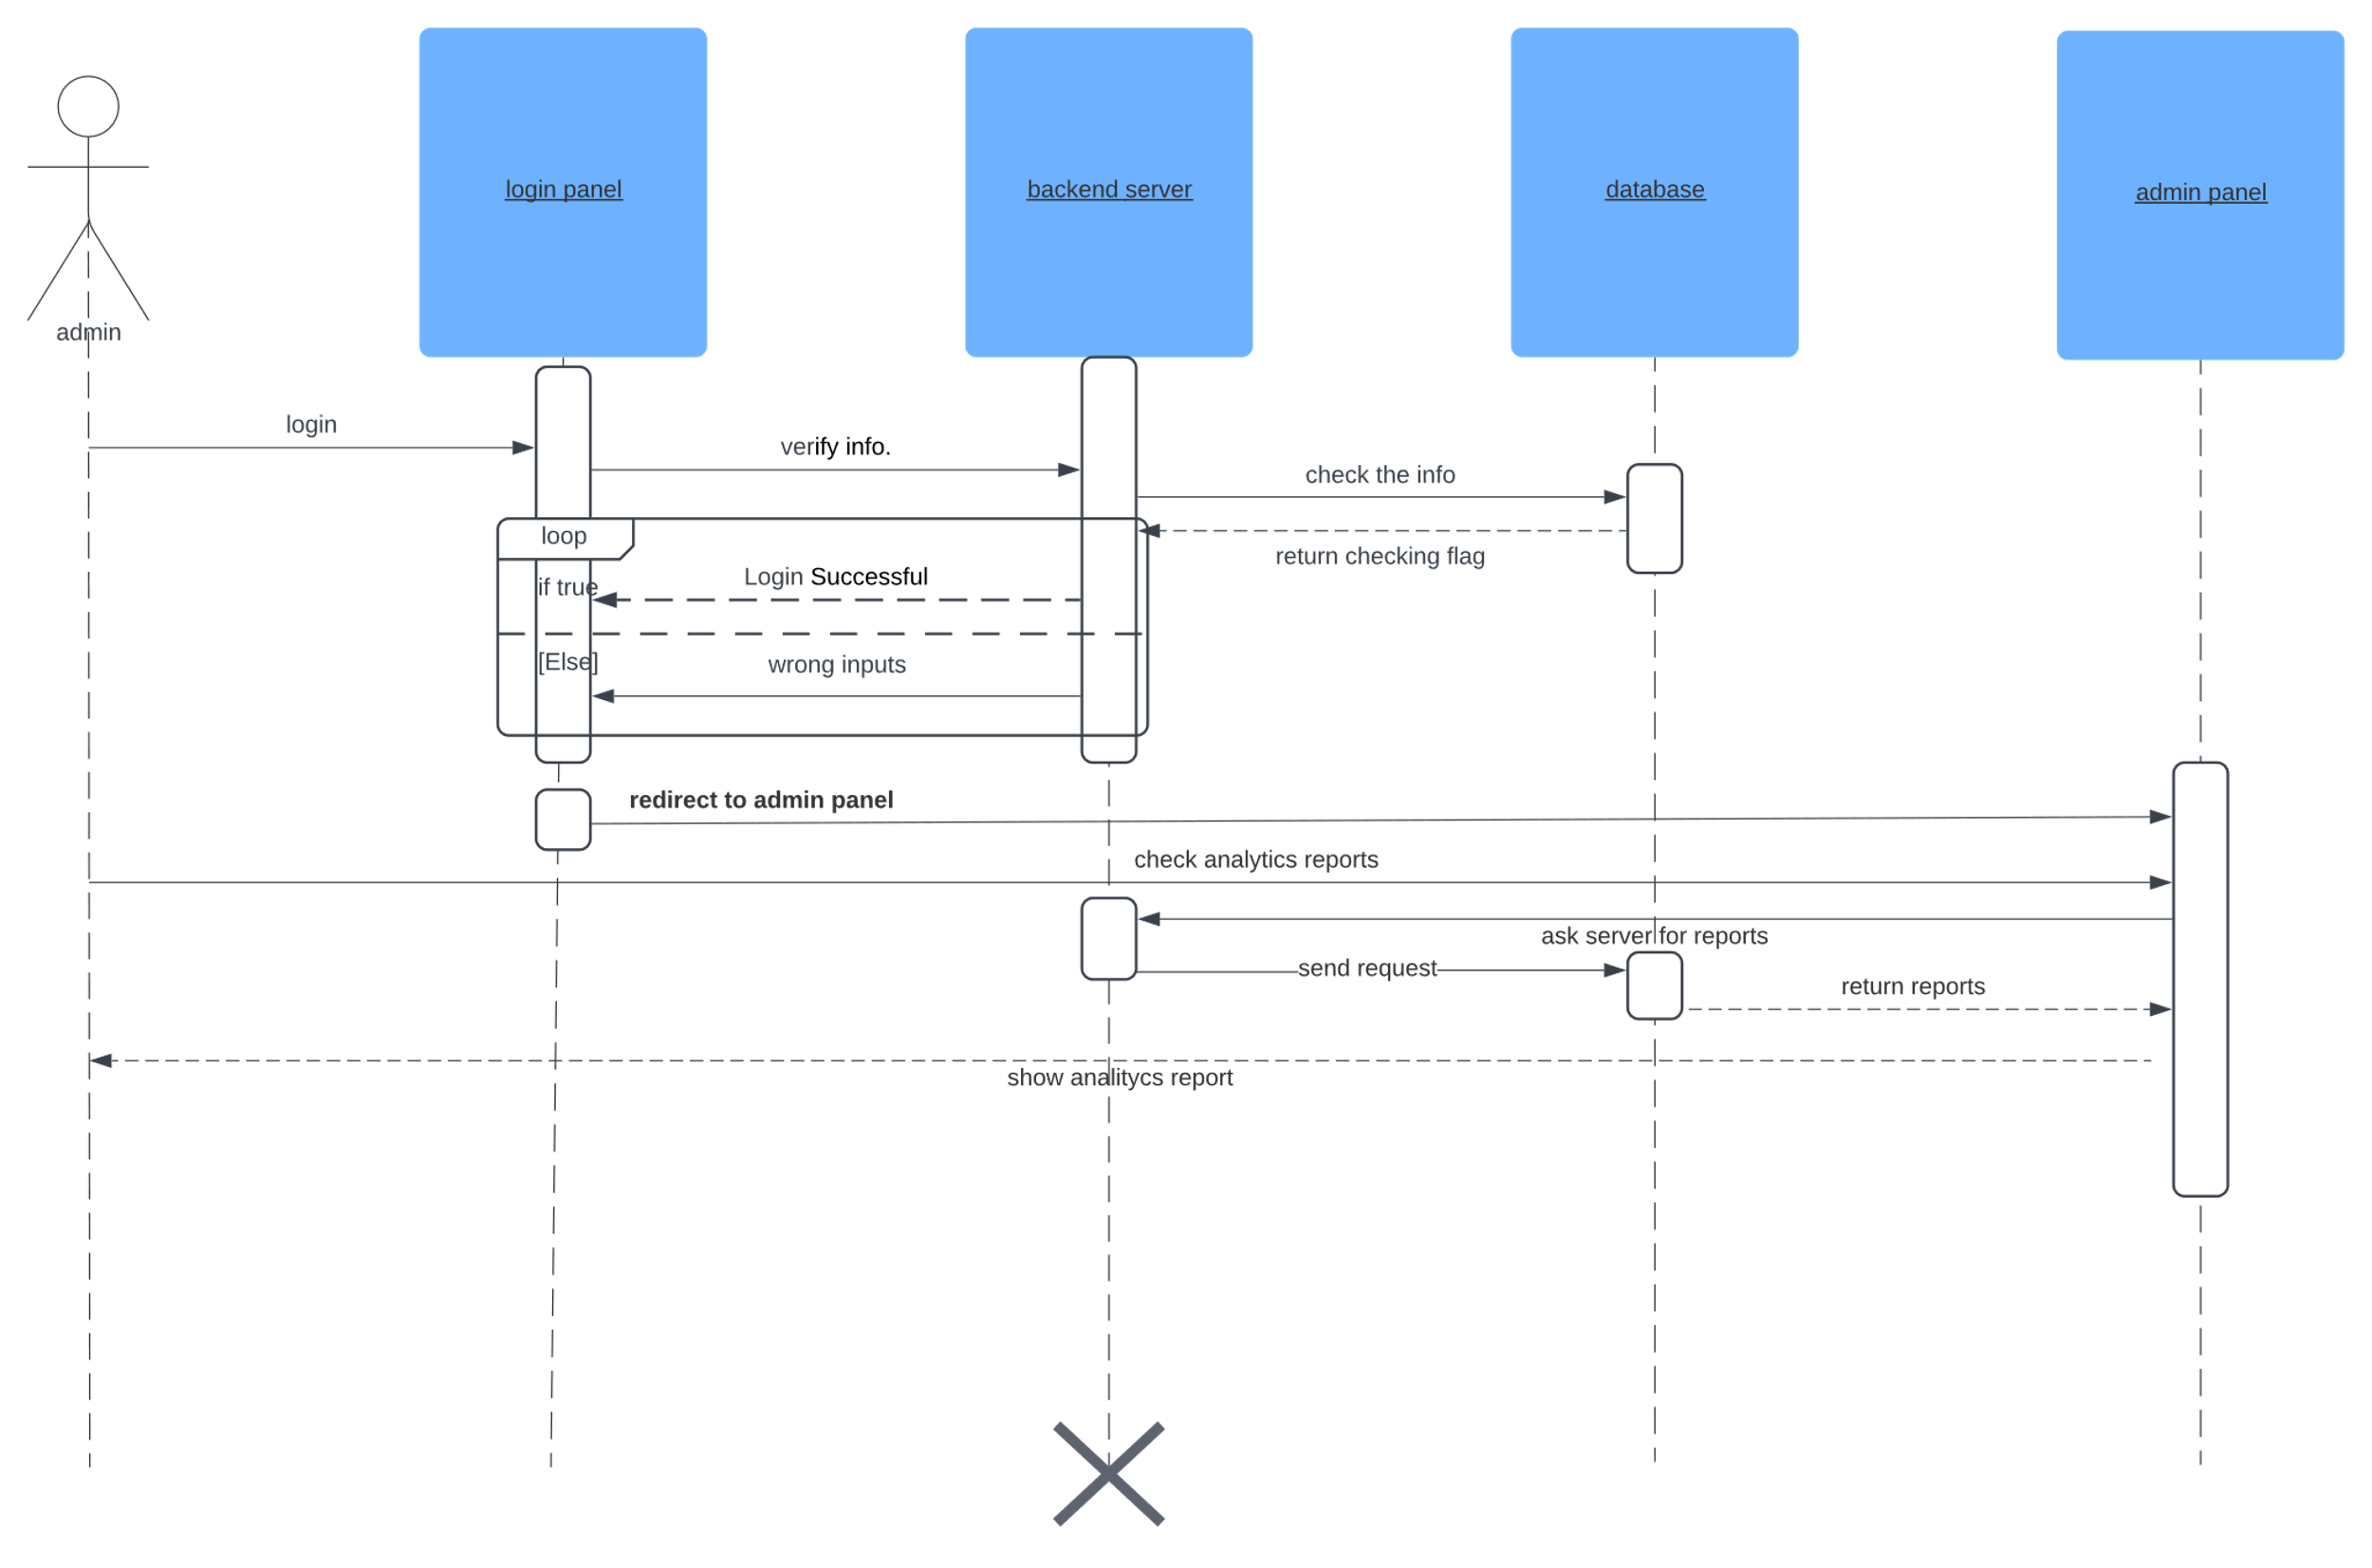 login panel
backend server
database
admin panel
admin
login
verify info.
check the info
loop
return checking flag
if true
Login Successful
[Else]
wrong inputs
redirect to admin panel
check analytics reports
ask server for reports
send request
return reports
show analitycs report